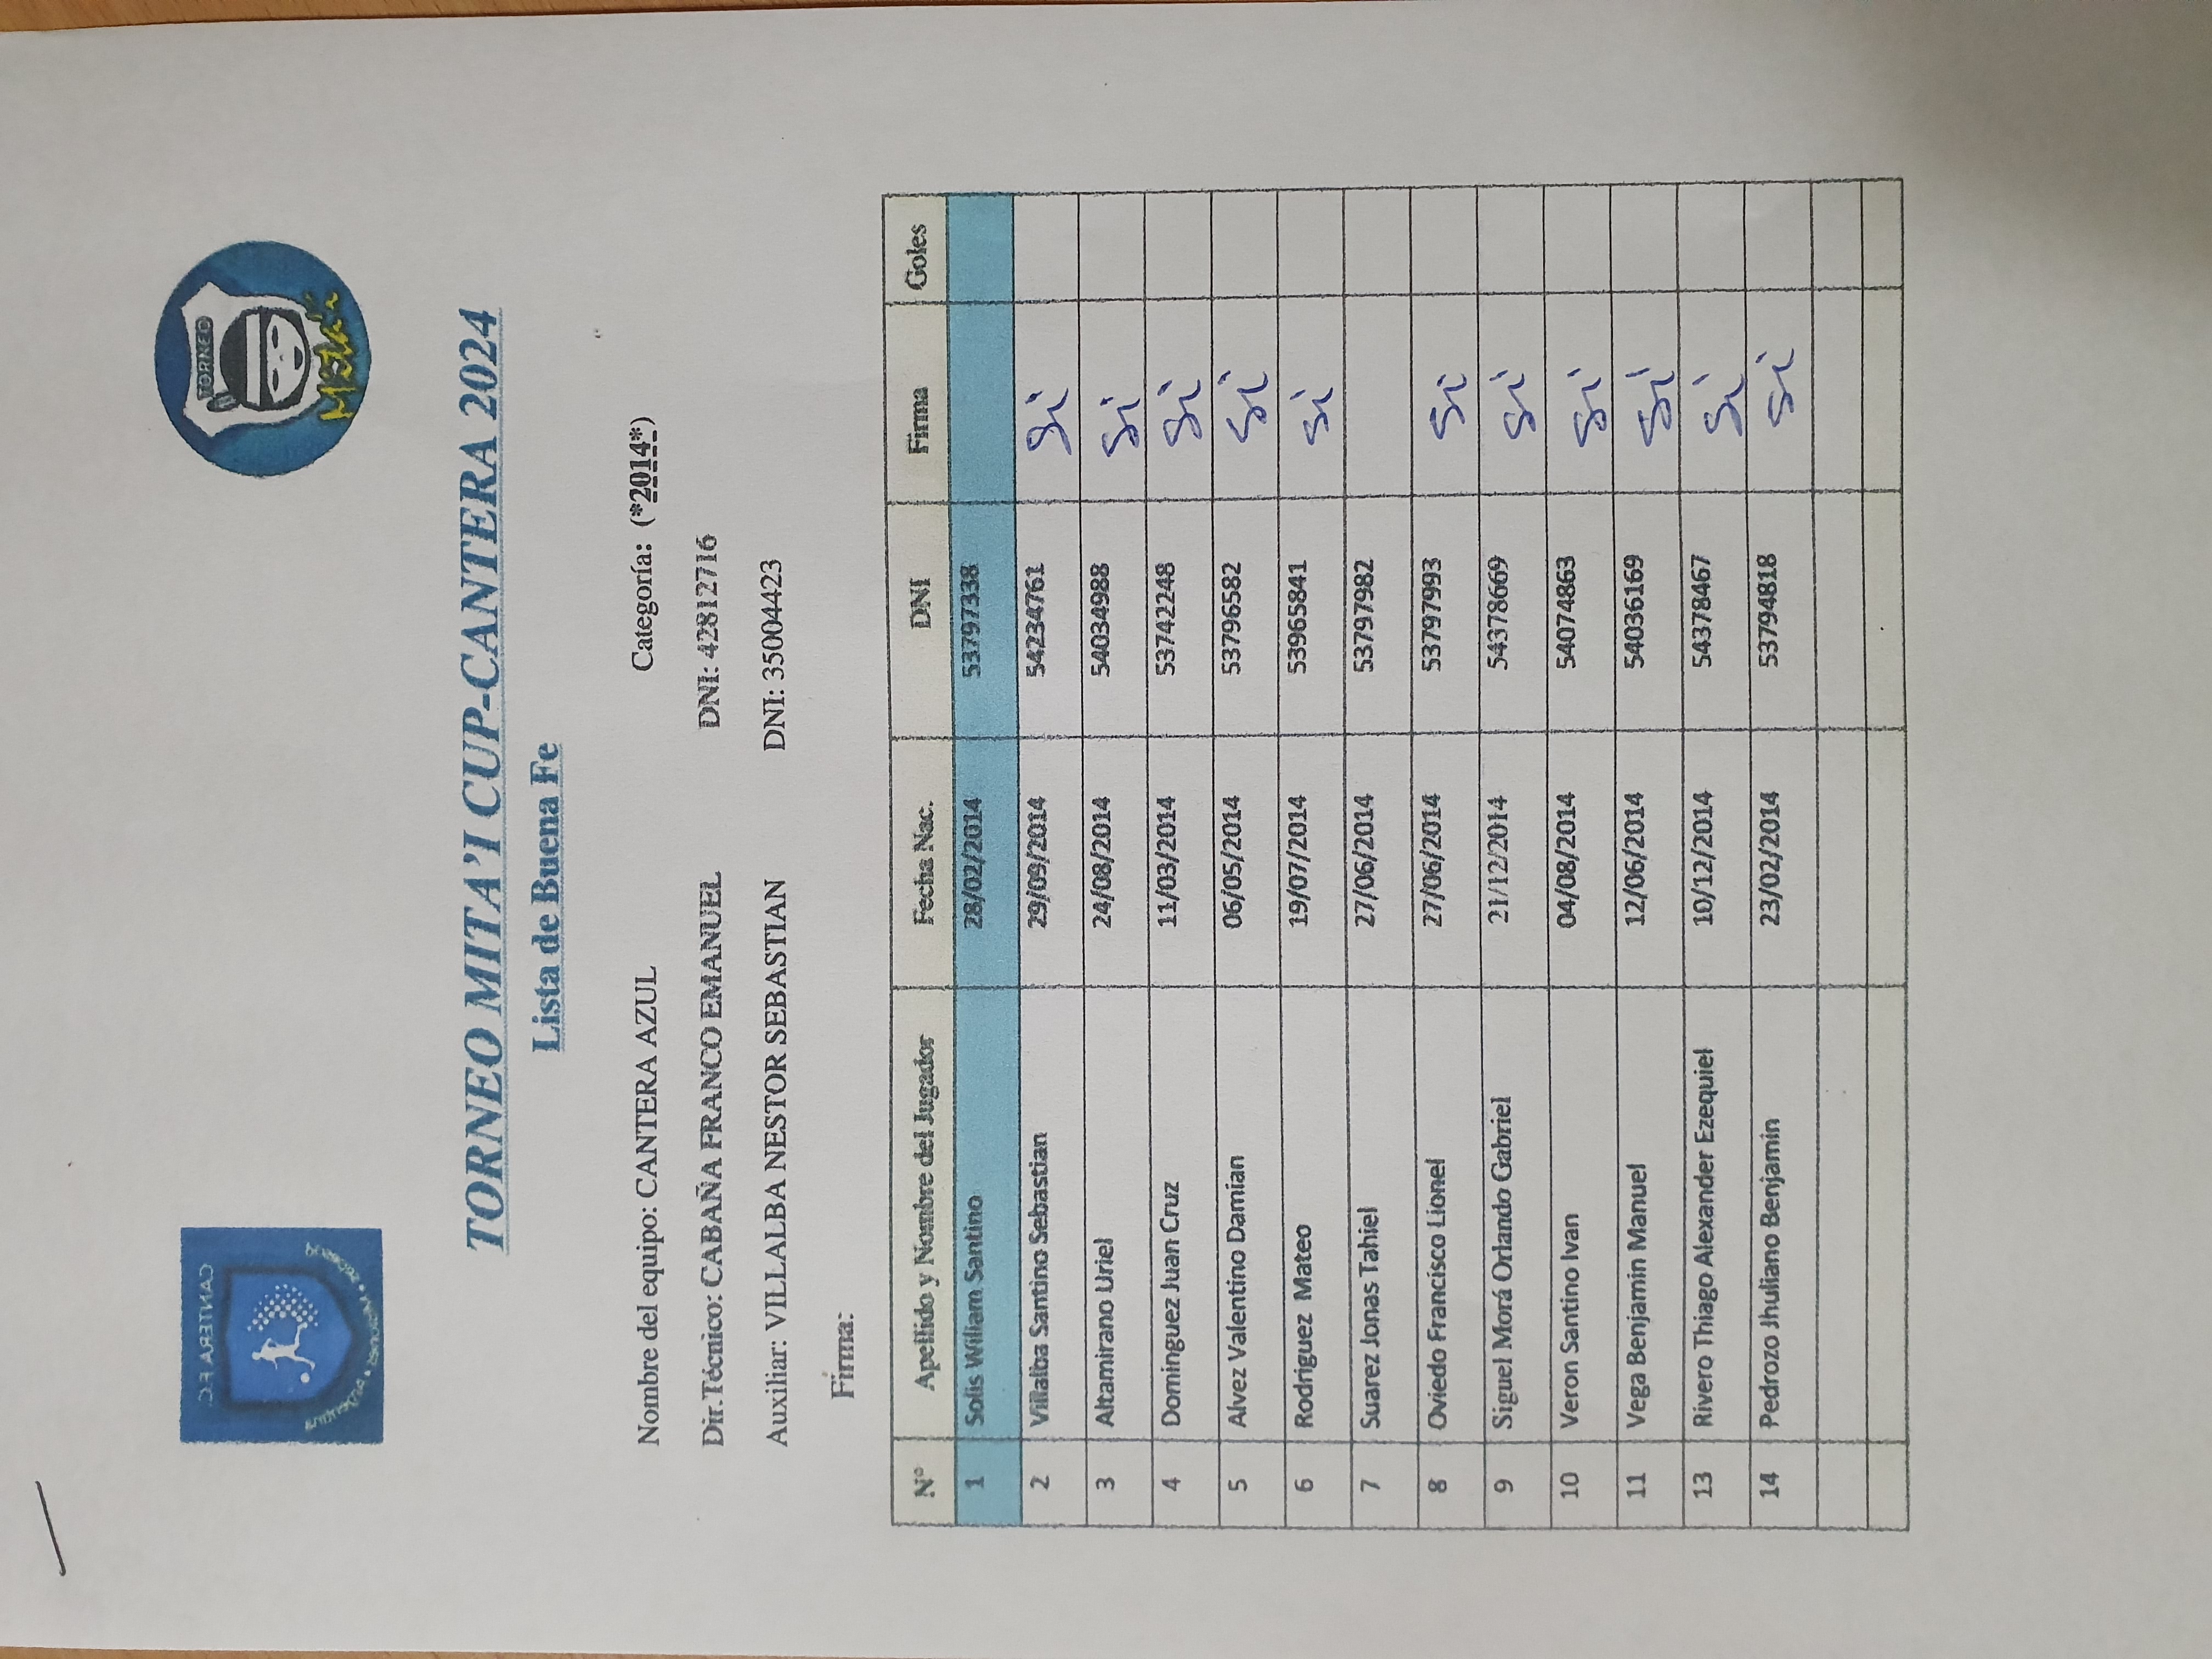 CANTERA F.C.
Posadas • Misiones • Argentina
TORNEO
Mita'i
TORNEO MITA'I CUP-CANTERA 2024
Lista de Buena Fe
Nombre del equipo: CANTERA AZUL Categoría: (*2014*)
Dir.Técnico: CABAÑA FRANCO EMANUEL DNI: 42812716
Auxiliar: VILLALBA NESTOR SEBASTIAN DNI: 35004423
Firma:
N° Apellido y Nombre del Jugador Fecha Nac. DNI Firma Goles
1 Solis Wiliam Santino 28/02/2014 53797338
2 Villalba Santino Sebastian 29/09/2014 54234761 Si
3 Altamirano Uriel 24/08/2014 54034988 Si
4 Dominguez Juan Cruz 11/03/2014 53742248 Si
5 Alvez Valentino Damian 06/05/2014 53796582 Si
6 Rodriguez Mateo 19/07/2014 53965841 Si
7 Suarez Jonas Tahiel 27/06/2014 53797982
8 Oviedo Francisco Lionel 27/06/2014 53797993 Si
9 Siguel Morá Orlando Gabriel 21/12/2014 54378669 Si
10 Veron Santino Ivan 04/08/2014 54074863 Si
11 Vega Benjamin Manuel 12/06/2014 54036169 Si
13 Rivero Thiago Alexander Ezequiel 10/12/2014 54378467 Si
14 Pedrozo Jhuliano Benjamin 23/02/2014 53794818 Si